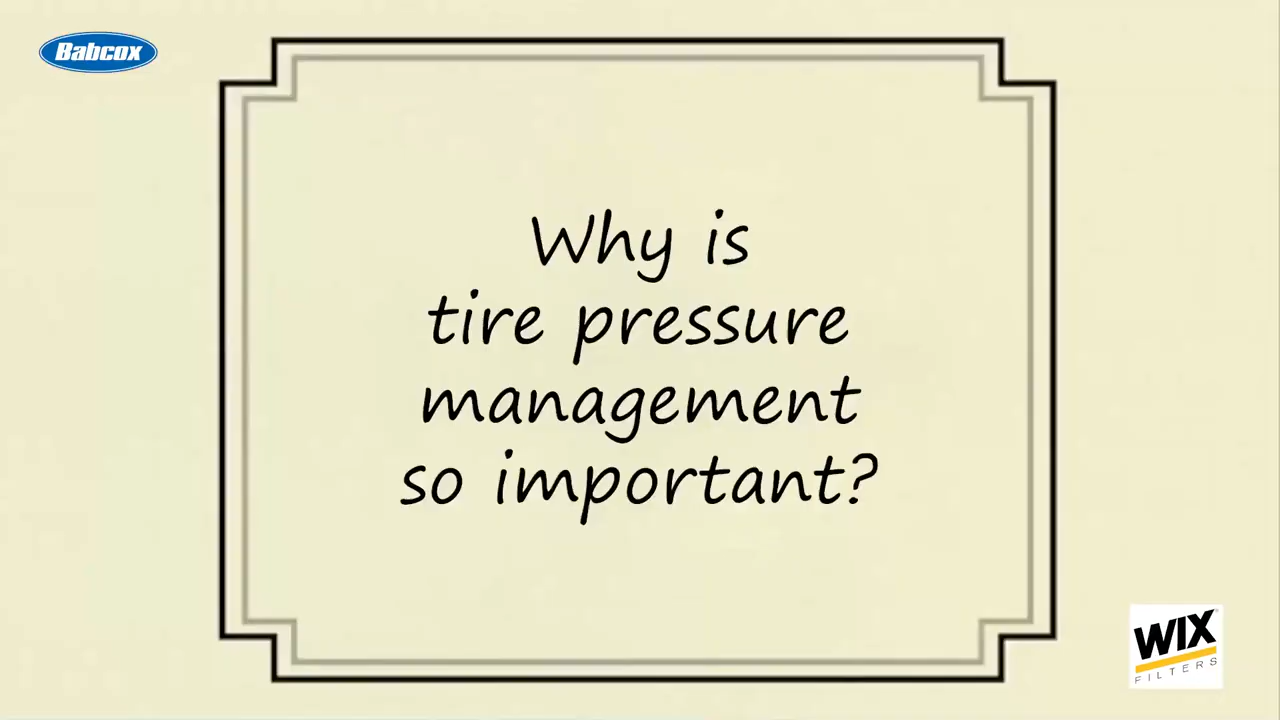 Babcox
Why is
tire pressure
management
so important?
WIX
FILTERS